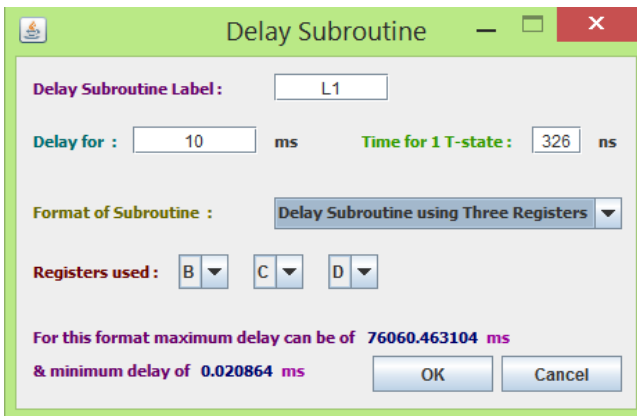 Delay Subroutine
Delay Subroutine Label : L1
Delay for : 10 ms Time for 1 T-state : 326 ns
Format of Subroutine : Delay Subroutine using Three Registers
Registers used : B C D
For this format maximum delay can be of 76060.463104 ms
& minimum delay of 0.020864 ms OK Cancel